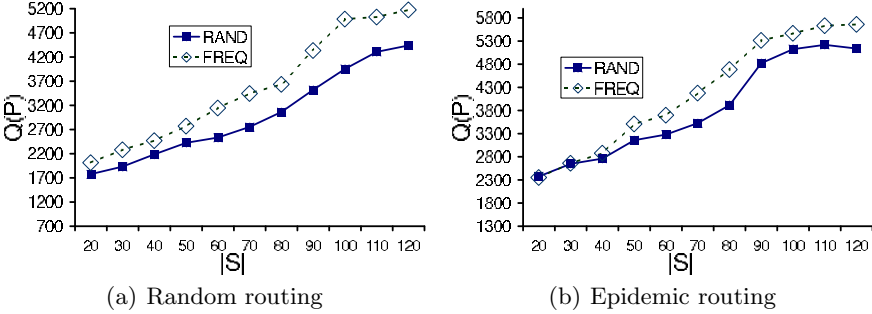 5200
4700
4200
3700
3200
2700
2200
1700
1200
700
Q(P)
RAND
FREQ
20 30 40 50 60 70 80 90 100 110 120
|S|
(a) Random routing
5800
5300
4800
4300
3800
3300
2800
2300
1800
1300
Q(P)
RAND
FREQ
20 30 40 50 60 70 80 90 100 110 120
|S|
(b) Epidemic routing